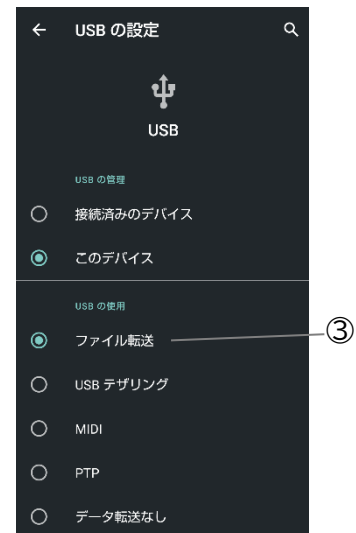 USB の設定
USB
USB の管理
接続済みのデバイス
このデバイス
USB の使用
ファイル転送
③
USB テザリング
MIDI
PTP
データ転送なし